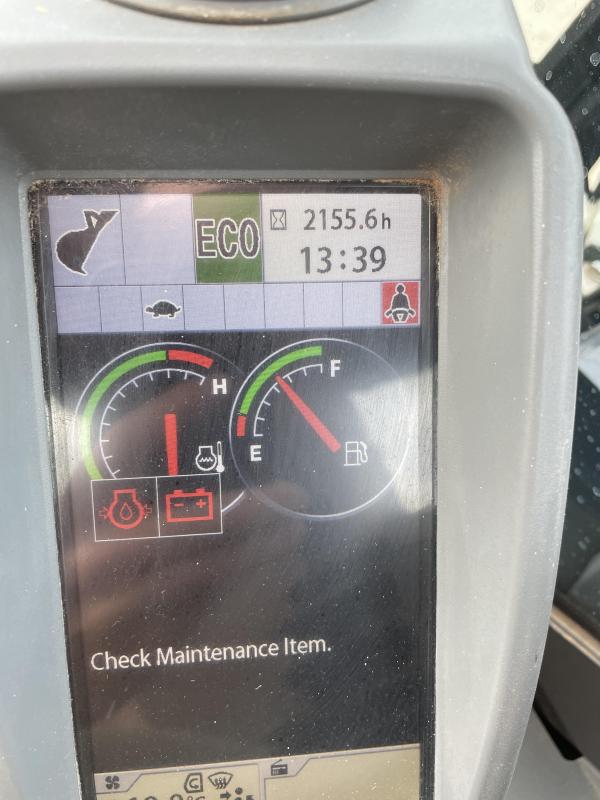 ECO
2155.6h
13:39
H
F
E
Check Maintenance Item.